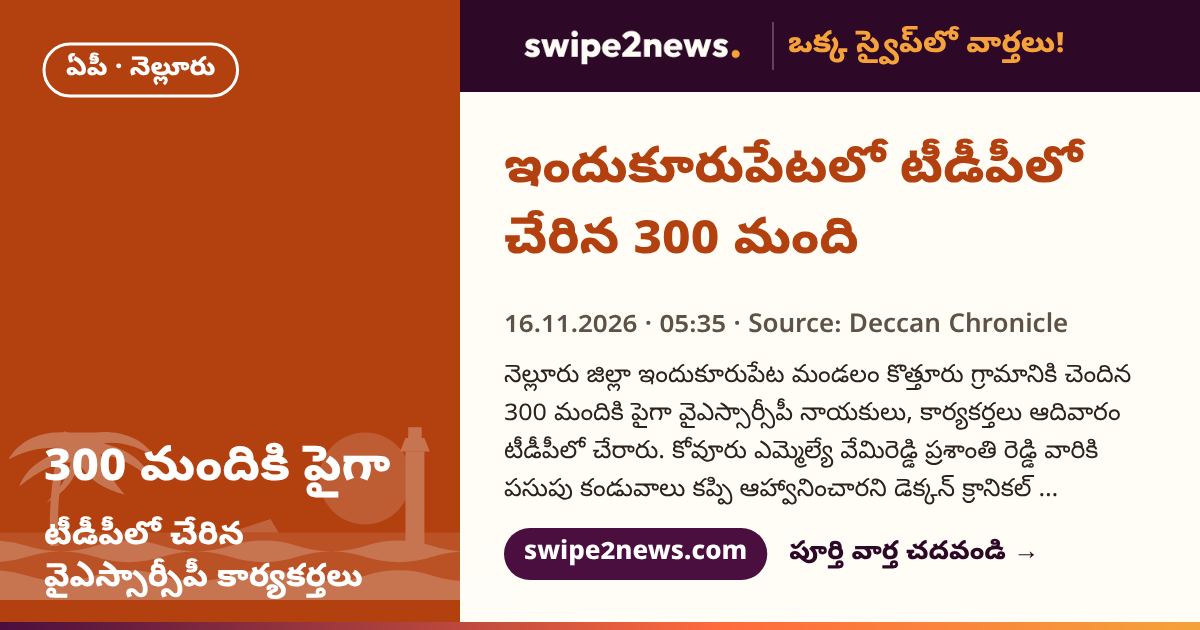 ఏపీ · నెల్లూరు
300 మందికి పైగా
టీడీపీలో చేరిన
వైఎస్సార్సీపీ కార్యకర్తలు
swipe2news.
ఒక్క స్వైప్‌లో వార్తలు!
ఇందుకూరుపేటలో టీడీపీలో
చేరిన 300 మంది
16.11.2026 · 05:35 · Source: Deccan Chronicle
నెల్లూరు జిల్లా ఇందుకూరుపేట మండలం కొత్తూరు గ్రామానికి చెందిన
300 మందికి పైగా వైఎస్సార్సీపీ నాయకులు, కార్యకర్తలు ఆదివారం
టీడీపీలో చేరారు. కోవూరు ఎమ్మెల్యే వేమిరెడ్డి ప్రశాంతి రెడ్డి వారికి
పసుపు కండువాలు కప్పి ఆహ్వానించారని డెక్కన్ క్రానికల్ ...
swipe2news.com
పూర్తి వార్త చదవండి →